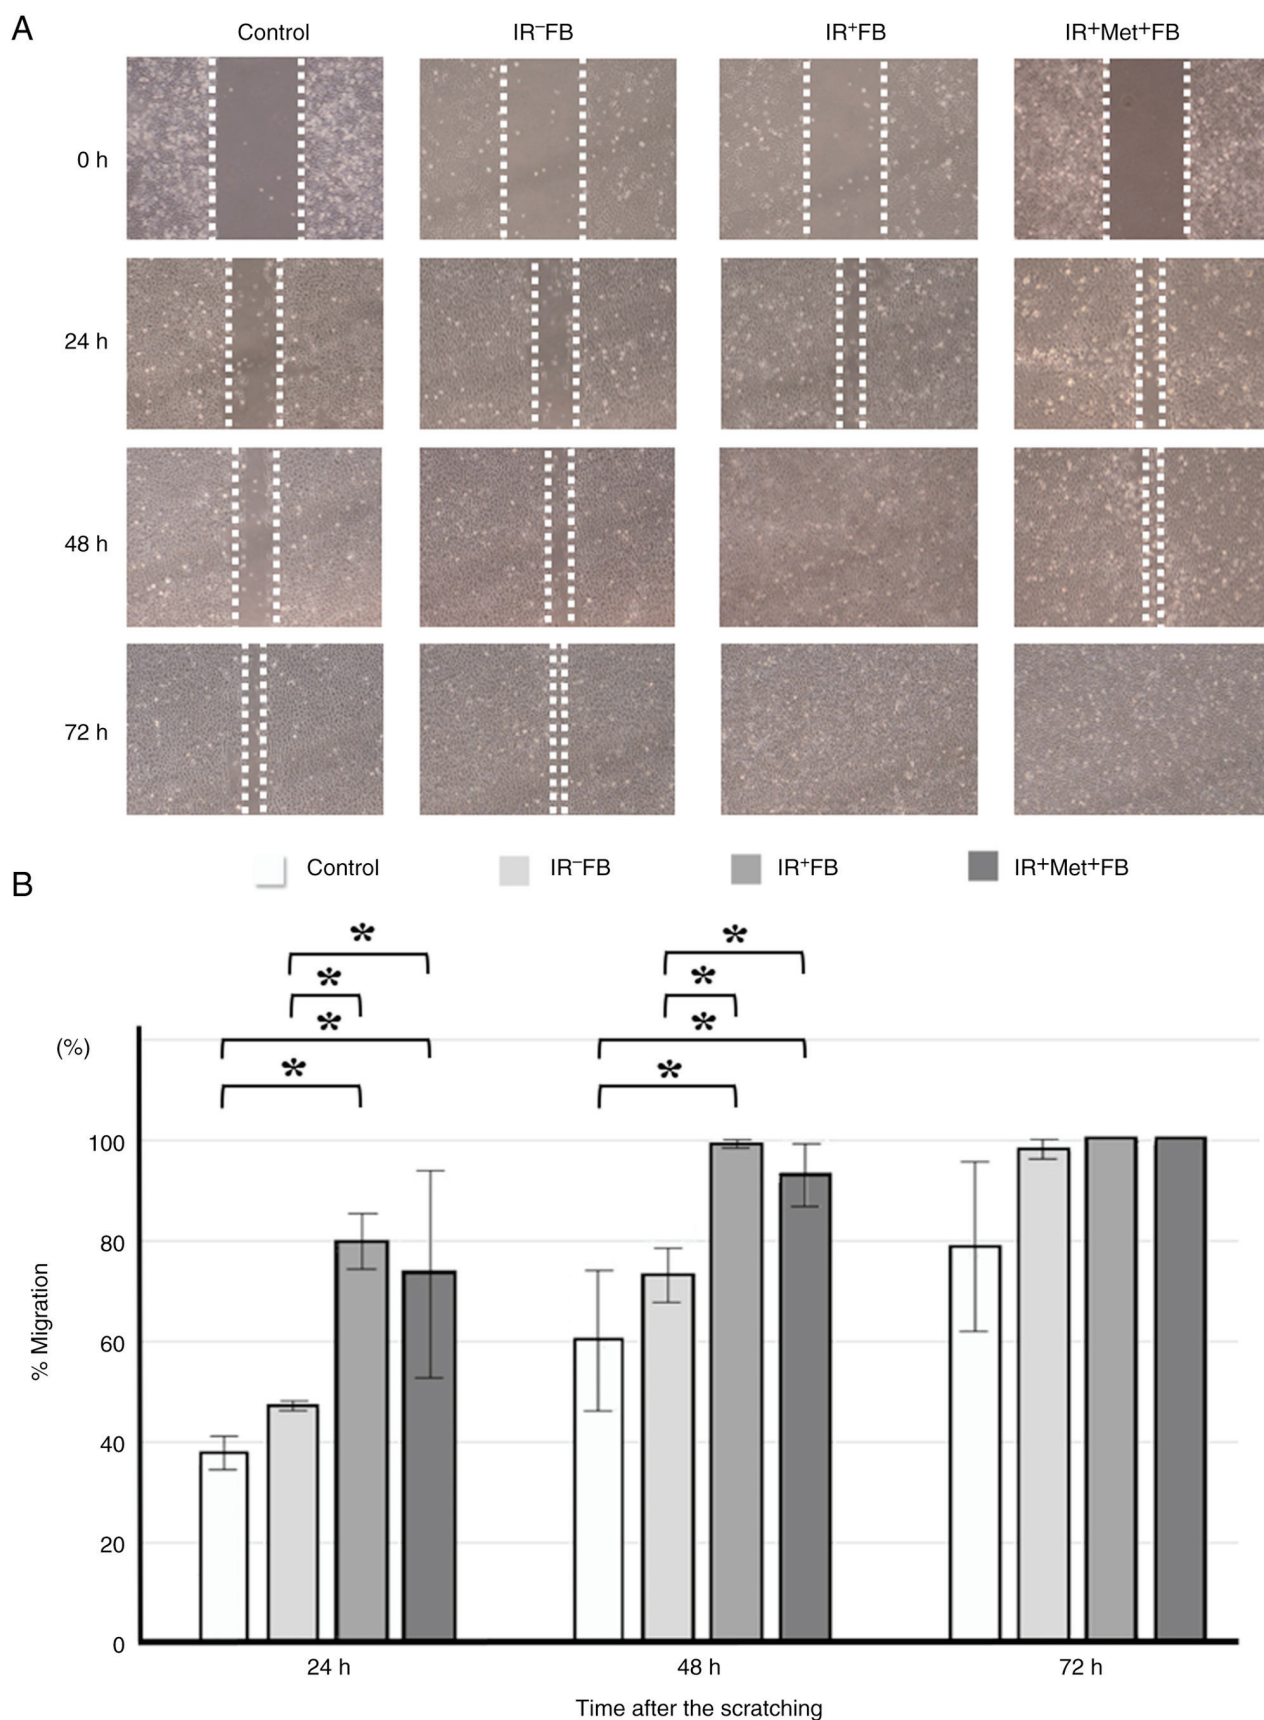 A
Control
IR⁻FB
IR⁺FB
IR⁺Met⁺FB
0 h
24 h
48 h
72 h
B
Control
IR⁻FB
IR⁺FB
IR⁺Met⁺FB
*
*
*
*
*
*
*
*
(%)
100
80
60
40
20
0
% Migration
24 h
48 h
72 h
Time after the scratching